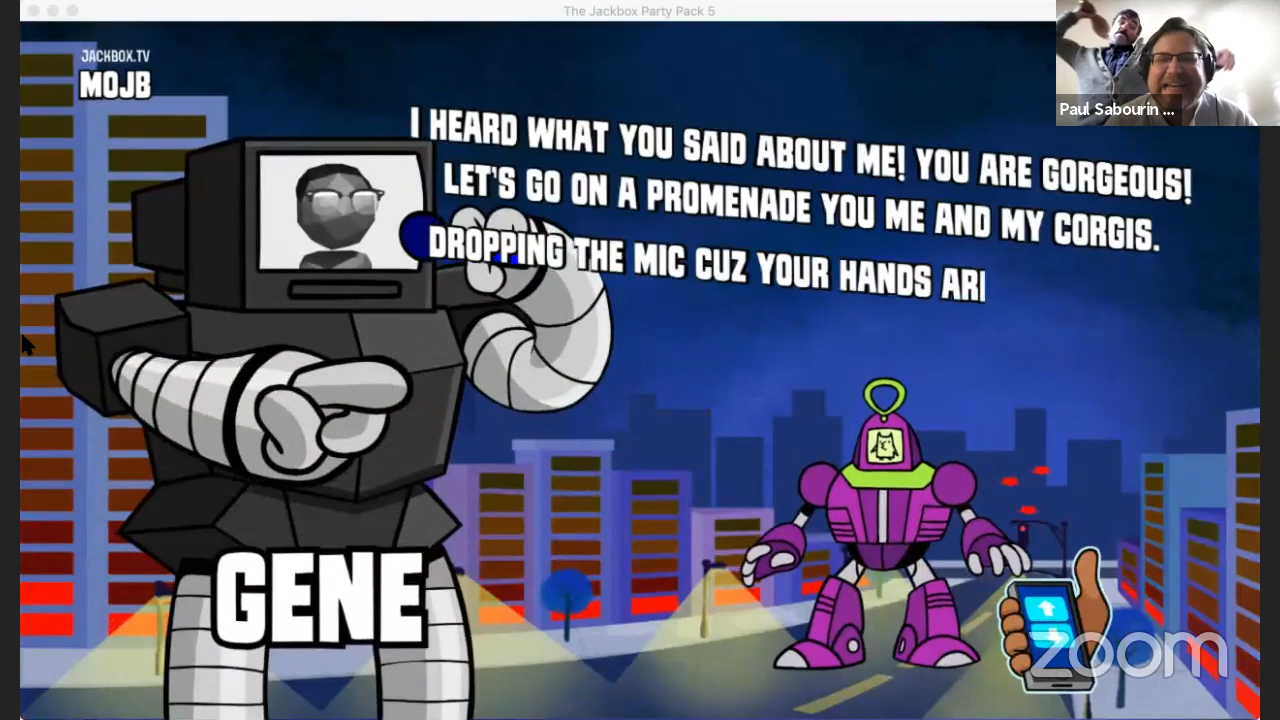 The Jackbox Party Pack 5
JACKBOX.TV
MOJB
Paul Sabourin ...
I HEARD WHAT YOU SAID ABOUT ME! YOU ARE GORGEOUS!
LET'S GO ON A PROMENADE YOU ME AND MY CORGIS.
DROPPING THE MIC CUZ YOUR HANDS
GENE
zoom